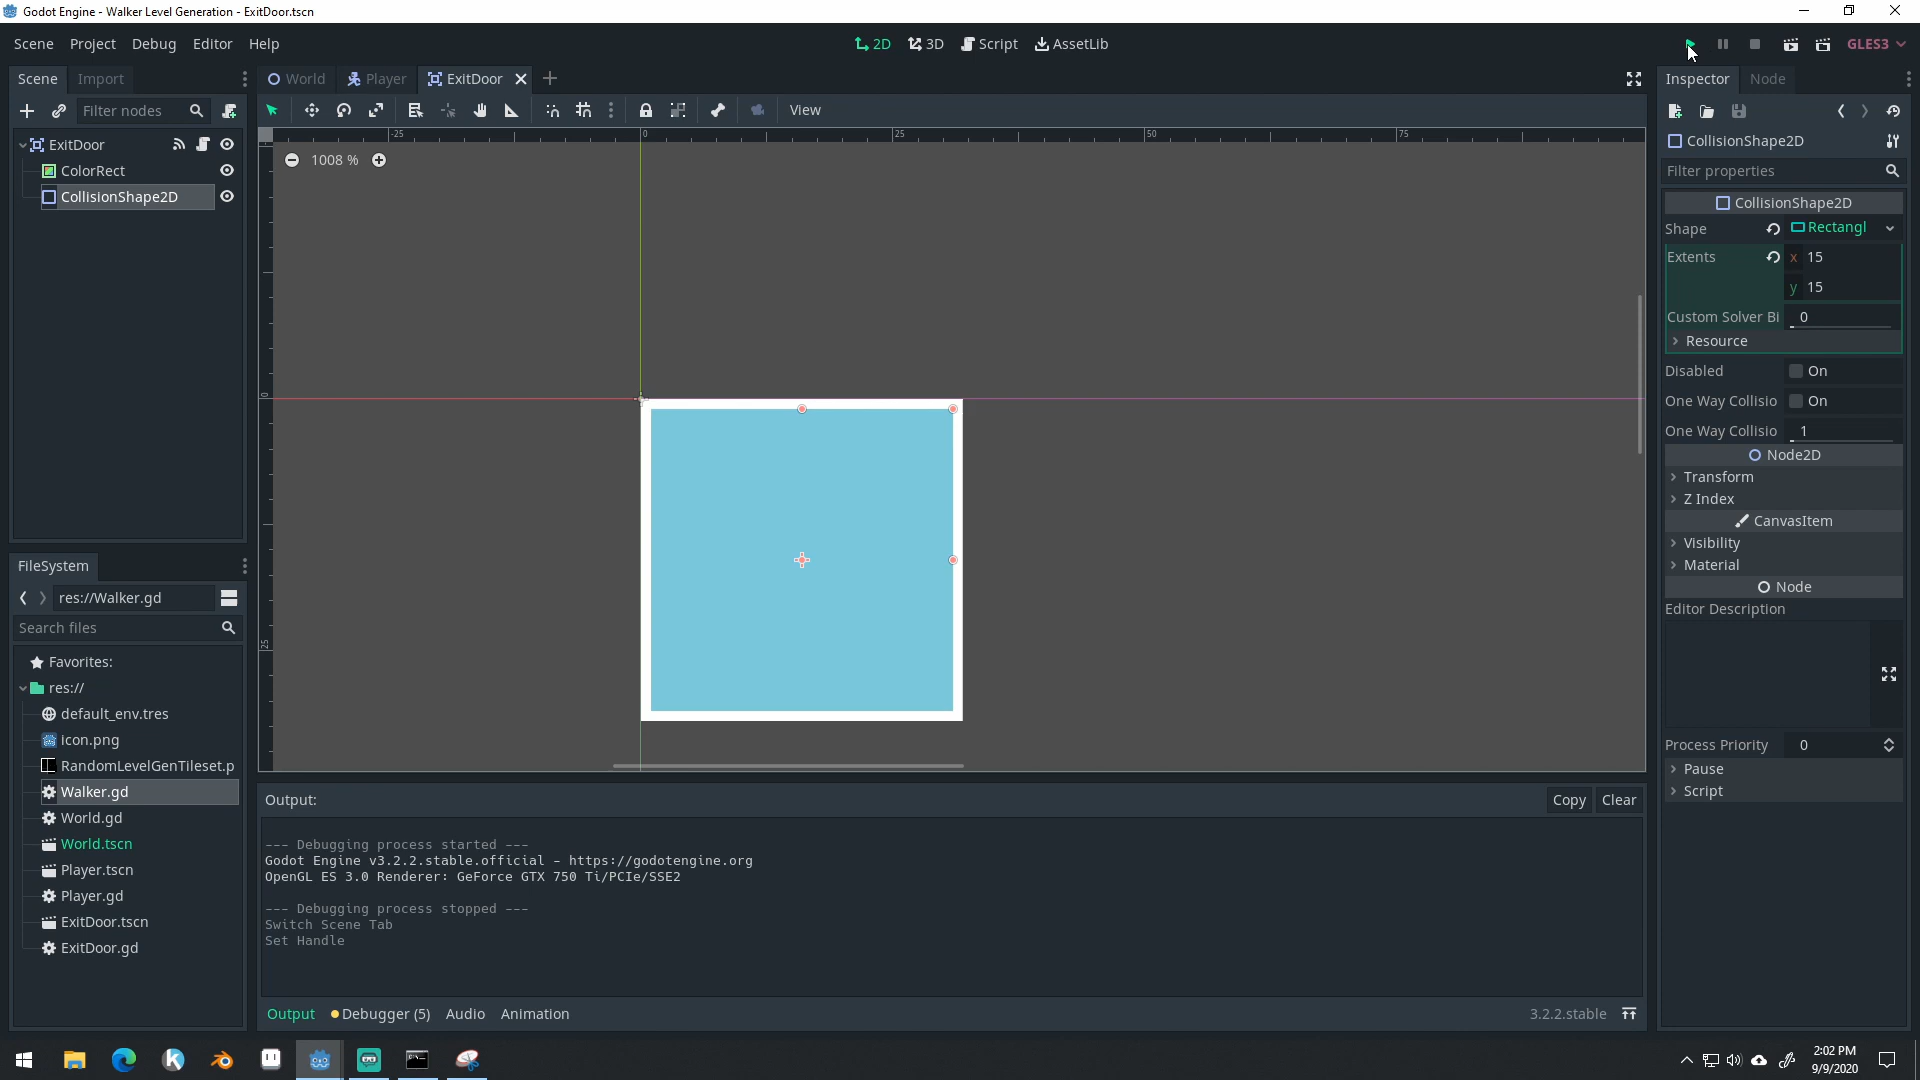 Godot Engine - Walker Level Generation - ExitDoor.tscn
Scene Project Debug Editor Help
2D 3D Script AssetLib
GLES3
Scene Import
World Player ExitDoor
Inspector Node
Filter nodes
View
ExitDoor
ColorRect
CollisionShape2D
-25 0 25 50 75
1008 %
0
25
CollisionShape2D
Filter properties
CollisionShape2D
Shape Rectangl
Extents x 15
y 15
Custom Solver Bi 0
Resource
Disabled On
One Way Collisio On
One Way Collisio 1
Node2D
Transform
Z Index
CanvasItem
Visibility
Material
Node
Editor Description
Process Priority 0
Pause
Script
FileSystem
res://Walker.gd
Search files
Favorites:
res://
default_env.tres
icon.png
RandomLevelGenTileset.p
Walker.gd
World.gd
World.tscn
Player.tscn
Player.gd
ExitDoor.tscn
ExitDoor.gd
Output:
Copy Clear
--- Debugging process started ---
Godot Engine v3.2.2.stable.official - https://godotengine.org
OpenGL ES 3.0 Renderer: GeForce GTX 750 Ti/PCIe/SSE2
--- Debugging process stopped ---
Switch Scene Tab
Set Handle
Output Debugger (5) Audio Animation
3.2.2.stable
2:02 PM
9/9/2020